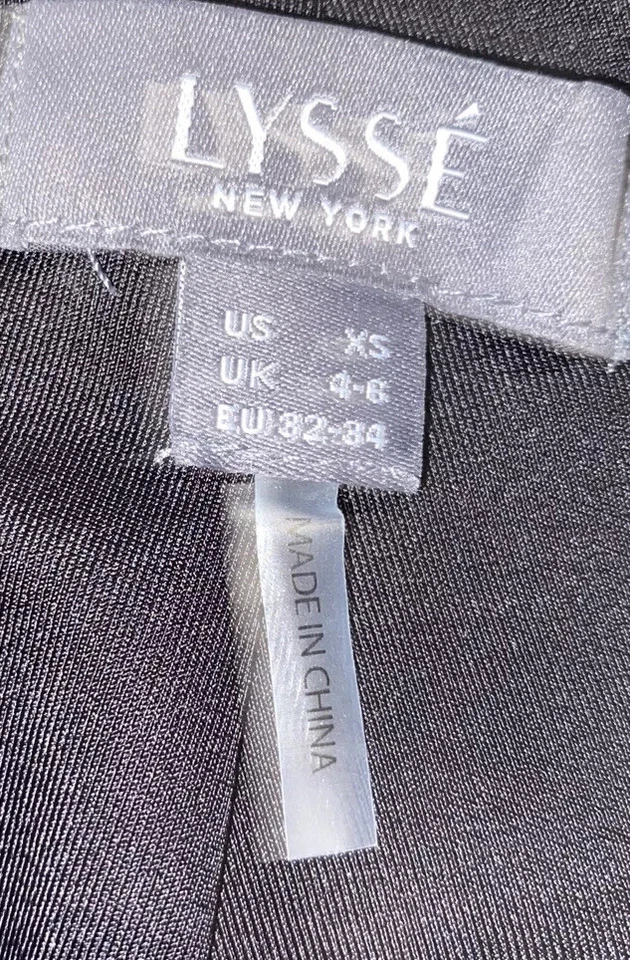 LYSSÉ
NEW YORK
US XS
UK 4-6
EU 32-34
MADE IN CHINA